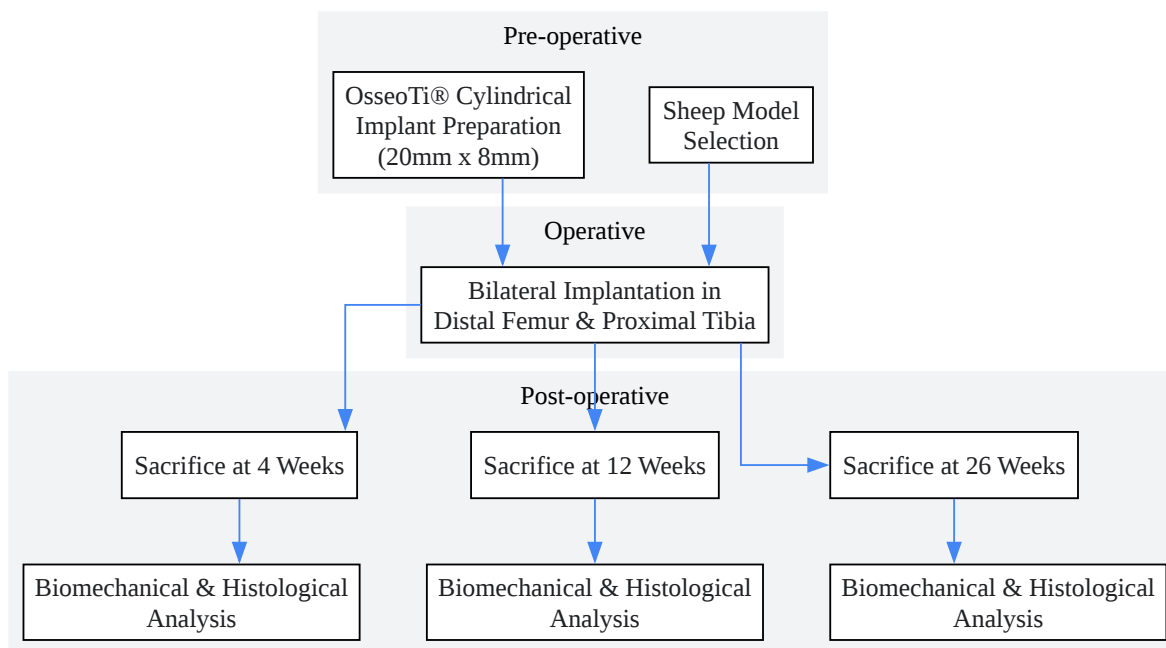 Pre-operative
OsseoTi® Cylindrical
Implant Preparation
(20mm x 8mm)
Sheep Model
Selection
Operative
Bilateral Implantation in
Distal Femur & Proximal Tibia
Post-operative
Sacrifice at 4 Weeks
Sacrifice at 12 Weeks
Sacrifice at 26 Weeks
Biomechanical & Histological
Analysis
Biomechanical & Histological
Analysis
Biomechanical & Histological
Analysis